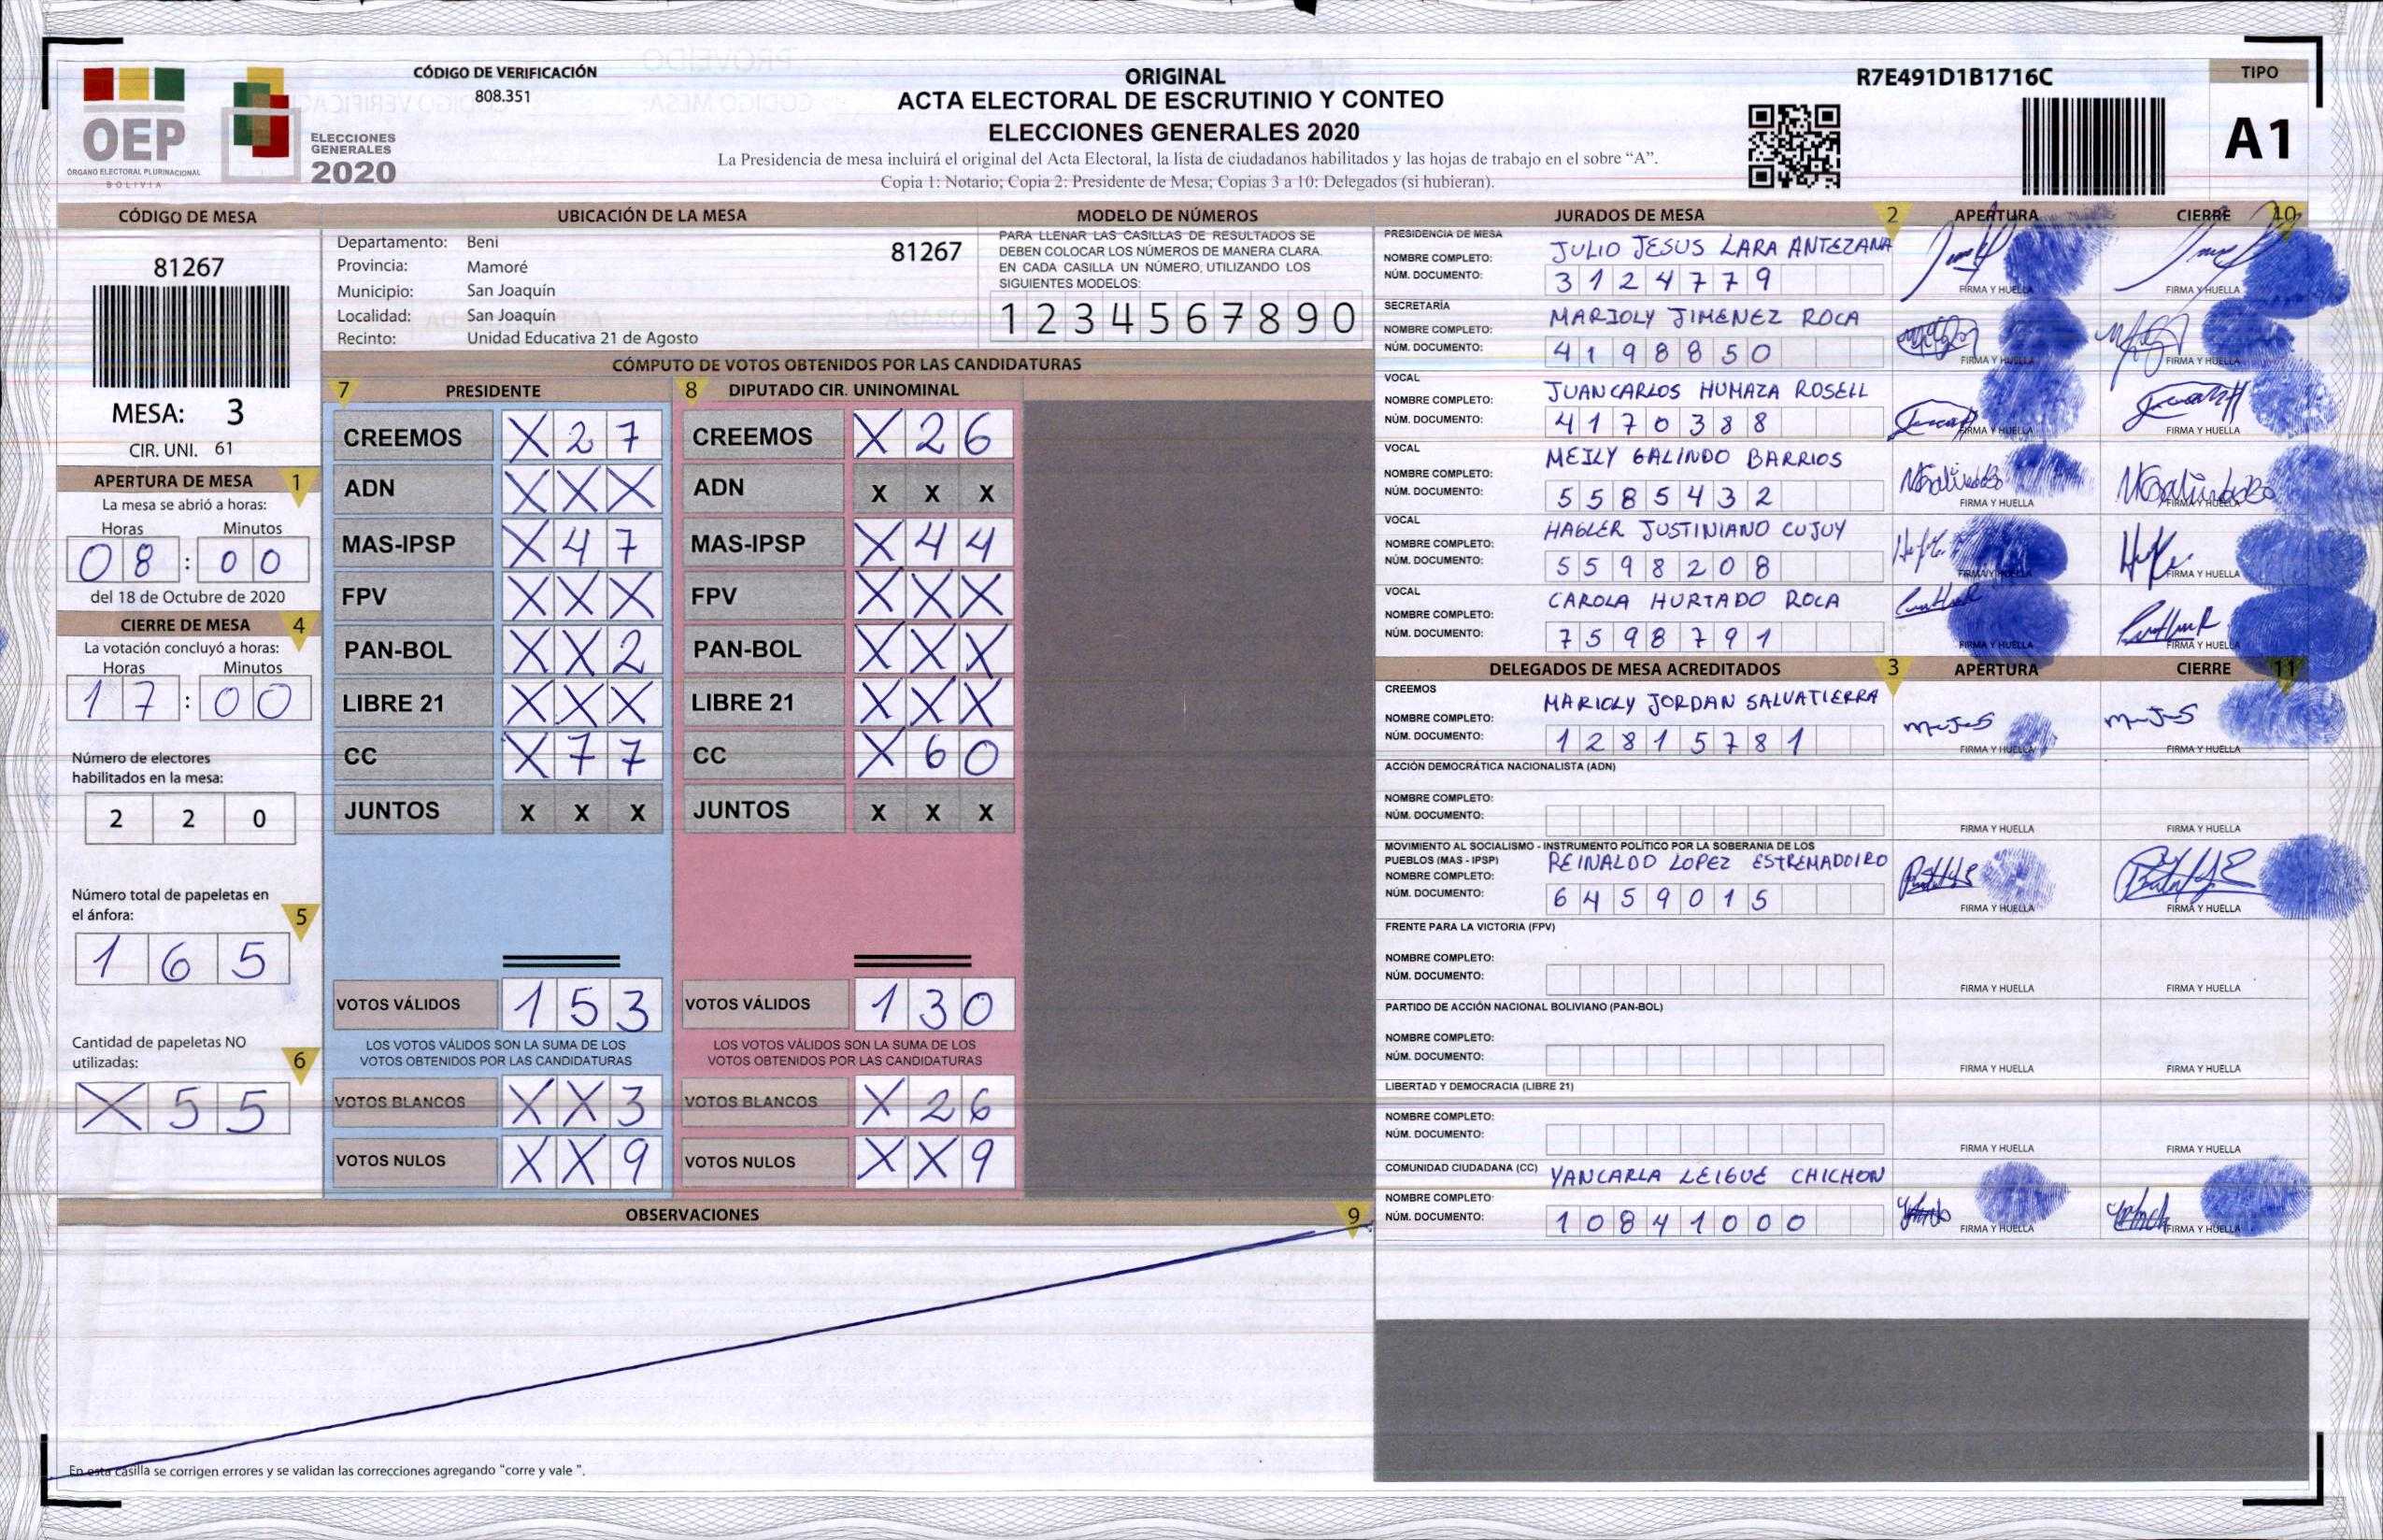 CÓDIGO DE VERIFICACIÓN
808.351
OEP
ÓRGANO ELECTORAL PLURINACIONAL
BOLIVIA
ELECCIONES
GENERALES
2020
ORIGINAL
ACTA ELECTORAL DE ESCRUTINIO Y CONTEO
ELECCIONES GENERALES 2020
La Presidencia de mesa incluirá el original del Acta Electoral, la lista de ciudadanos habilitados y las hojas de trabajo en el sobre “A”.
Copia 1: Notario; Copia 2: Presidente de Mesa; Copias 3 a 10: Delegados (si hubieran).
R7E491D1B1716C
TIPO
A1
CÓDIGO DE MESA
81267
MESA: 3
CIR. UNI. 61
APERTURA DE MESA 1
La mesa se abrió a horas:
Horas Minutos
08 : 00
del 18 de Octubre de 2020
CIERRE DE MESA 4
La votación concluyó a horas:
Horas Minutos
17 : 00
Número de electores
habilitados en la mesa:
2 2 0
Número total de papeletas en
el ánfora: 5
1 6 5
Cantidad de papeletas NO
utilizadas: 6
X 5 5
UBICACIÓN DE LA MESA
Departamento: Beni
Provincia: Mamoré
Municipio: San Joaquín
Localidad: San Joaquín
Recinto: Unidad Educativa 21 de Agosto
81267
MODELO DE NÚMEROS
PARA LLENAR LAS CASILLAS DE RESULTADOS SE
DEBEN COLOCAR LOS NÚMEROS DE MANERA CLARA.
EN CADA CASILLA UN NÚMERO, UTILIZANDO LOS
SIGUIENTES MODELOS:
1 2 3 4 5 6 7 8 9 0
CÓMPUTO DE VOTOS OBTENIDOS POR LAS CANDIDATURAS
7 PRESIDENTE
CREEMOS X 2 7
ADN X X X
MAS-IPSP X 4 7
FPV X X X
PAN-BOL X X 2
LIBRE 21 X X X
CC X 7 7
JUNTOS X X X
VOTOS VÁLIDOS 1 5 3
LOS VOTOS VÁLIDOS SON LA SUMA DE LOS
VOTOS OBTENIDOS POR LAS CANDIDATURAS
VOTOS BLANCOS X X 3
VOTOS NULOS X X 9
8 DIPUTADO CIR. UNINOMINAL
CREEMOS X 2 6
ADN X X X
MAS-IPSP X 4 4
FPV X X X
PAN-BOL X X X
LIBRE 21 X X X
CC X 6 0
JUNTOS X X X
VOTOS VÁLIDOS 1 3 0
LOS VOTOS VÁLIDOS SON LA SUMA DE LOS
VOTOS OBTENIDOS POR LAS CANDIDATURAS
VOTOS BLANCOS X 2 6
VOTOS NULOS X X 9
OBSERVACIONES 9
En esta casilla se corrigen errores y se validan las correcciones agregando “corre y vale ”.
JURADOS DE MESA 2 APERTURA CIERRE 10
PRESIDENCIA DE MESA
NOMBRE COMPLETO: JULIO JESUS LARA ANTEZANA
NÚM. DOCUMENTO: 3124779
FIRMA Y HUELLA FIRMA Y HUELLA
SECRETARÍA
NOMBRE COMPLETO: MARIOLY JIMENEZ ROCA
NÚM. DOCUMENTO: 4198850
FIRMA Y HUELLA FIRMA Y HUELLA
VOCAL
NOMBRE COMPLETO: JUANCARLOS HUMAZA ROSELL
NÚM. DOCUMENTO: 4170388
FIRMA Y HUELLA FIRMA Y HUELLA
VOCAL
NOMBRE COMPLETO: MEILY GALINDO BARRIOS
NÚM. DOCUMENTO: 5585432
FIRMA Y HUELLA FIRMA Y HUELLA
VOCAL
NOMBRE COMPLETO: HAGLER JUSTINIANO CUJUY
NÚM. DOCUMENTO: 5598208
FIRMA Y HUELLA FIRMA Y HUELLA
VOCAL
NOMBRE COMPLETO: CAROLA HURTADO ROCA
NÚM. DOCUMENTO: 7598791
FIRMA Y HUELLA FIRMA Y HUELLA
DELEGADOS DE MESA ACREDITADOS 3 APERTURA CIERRE 11
CREEMOS
NOMBRE COMPLETO: MARIOLY JORDAN SALVATIERRA
NÚM. DOCUMENTO: 12815781
FIRMA Y HUELLA FIRMA Y HUELLA
ACCIÓN DEMOCRÁTICA NACIONALISTA (ADN)
NOMBRE COMPLETO:
NÚM. DOCUMENTO:
FIRMA Y HUELLA FIRMA Y HUELLA
MOVIMIENTO AL SOCIALISMO - INSTRUMENTO POLÍTICO POR LA SOBERANIA DE LOS
PUEBLOS (MAS - IPSP)
NOMBRE COMPLETO: REINALDO LOPEZ ESTREMADOIRO
NÚM. DOCUMENTO: 6459015
FIRMA Y HUELLA FIRMA Y HUELLA
FRENTE PARA LA VICTORIA (FPV)
NOMBRE COMPLETO:
NÚM. DOCUMENTO:
FIRMA Y HUELLA FIRMA Y HUELLA
PARTIDO DE ACCIÓN NACIONAL BOLIVIANO (PAN-BOL)
NOMBRE COMPLETO:
NÚM. DOCUMENTO:
FIRMA Y HUELLA FIRMA Y HUELLA
LIBERTAD Y DEMOCRACIA (LIBRE 21)
NOMBRE COMPLETO:
NÚM. DOCUMENTO:
FIRMA Y HUELLA FIRMA Y HUELLA
COMUNIDAD CIUDADANA (CC)
NOMBRE COMPLETO: YANCARLA LEIGUE CHICHON
NÚM. DOCUMENTO: 10841000
FIRMA Y HUELLA FIRMA Y HUELLA